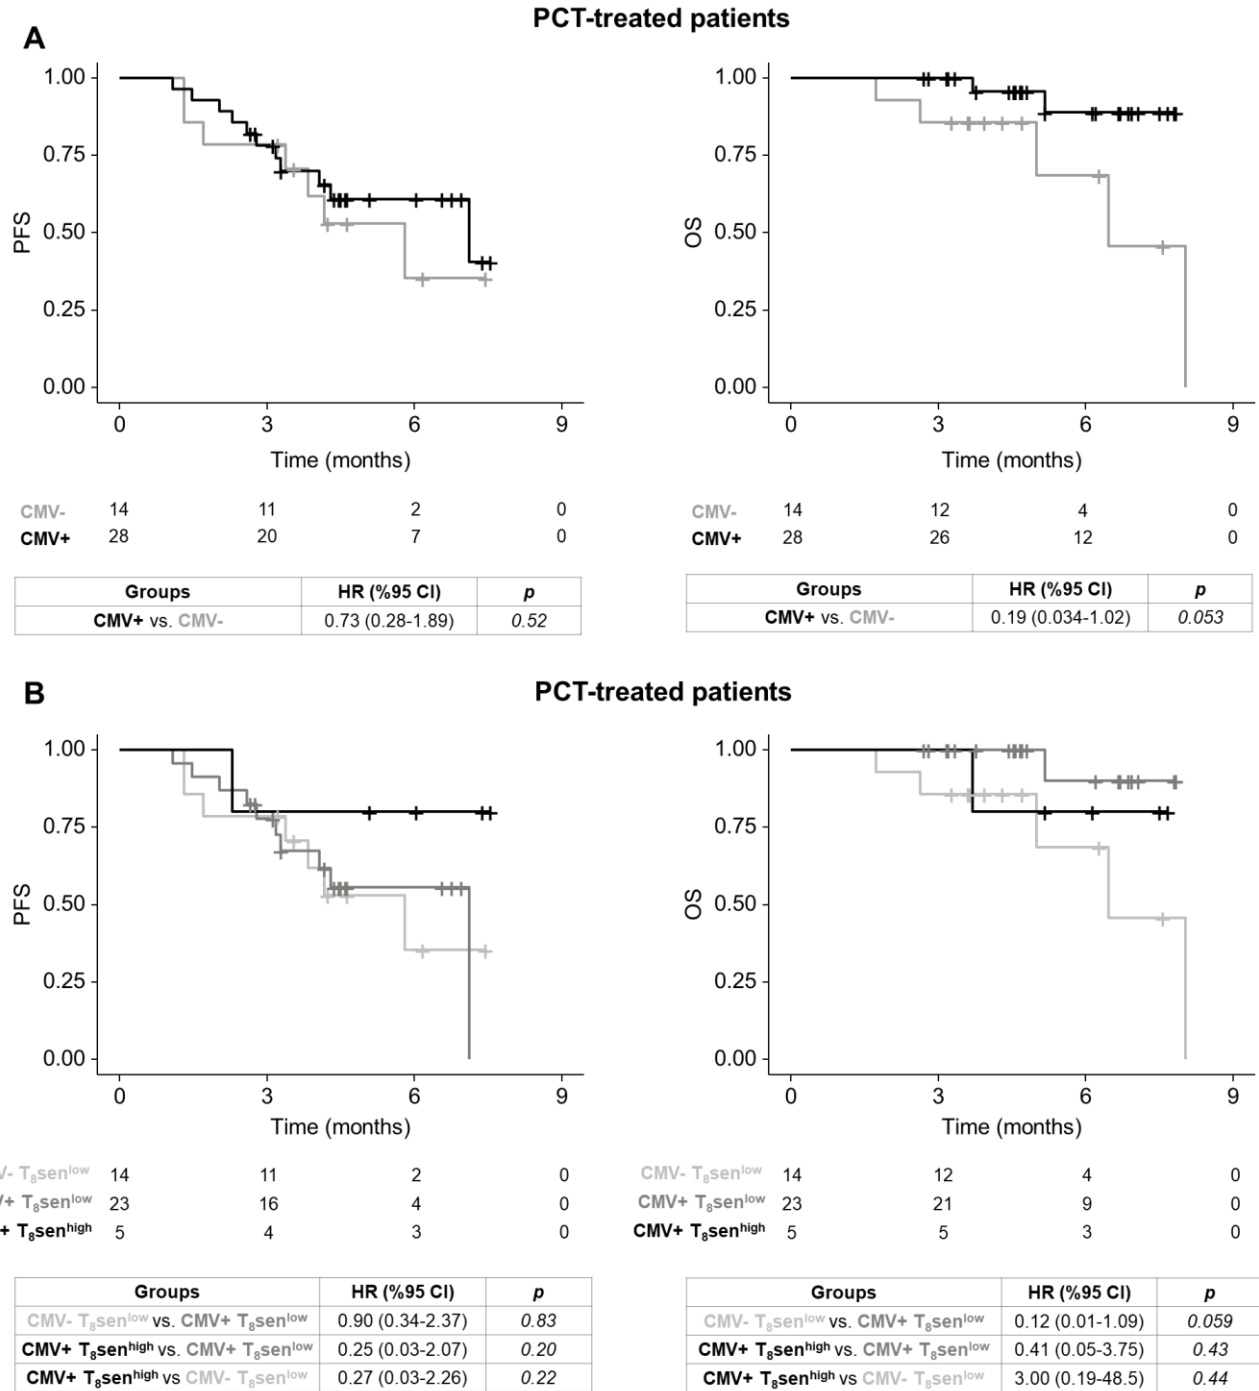 PCT-treated patients
A
1.00
0.75
0.50
0.25
0.00
PFS
0 3 6 9
Time (months)
CMV- 14 11 2 0
CMV+ 28 20 7 0
Groups HR (%95 CI) p
CMV+ vs. CMV- 0.73 (0.28-1.89) 0.52
1.00
0.75
0.50
0.25
0.00
OS
0 3 6 9
Time (months)
CMV- 14 12 4 0
CMV+ 28 26 12 0
Groups HR (%95 CI) p
CMV+ vs. CMV- 0.19 (0.034-1.02) 0.053
B
PCT-treated patients
1.00
0.75
0.50
0.25
0.00
PFS
0 3 6 9
Time (months)
V- T₈senˡᵒʷ 14 11 2 0
/+ T₈senˡᵒʷ 23 16 4 0
+ T₈senʰⁱᵍʰ 5 4 3 0
Groups HR (%95 CI) p
CMV- T₈senˡᵒʷ vs. CMV+ T₈senˡᵒʷ 0.90 (0.34-2.37) 0.83
CMV+ T₈senʰⁱᵍʰ vs. CMV+ T₈senˡᵒʷ 0.25 (0.03-2.07) 0.20
CMV+ T₈senʰⁱᵍʰ vs CMV- T₈senˡᵒʷ 0.27 (0.03-2.26) 0.22
1.00
0.75
0.50
0.25
0.00
OS
0 3 6 9
Time (months)
CMV- T₈senˡᵒʷ 14 12 4 0
CMV+ T₈senˡᵒʷ 23 21 9 0
CMV+ T₈senʰⁱᵍʰ 5 5 3 0
Groups HR (%95 CI) p
CMV- T₈senˡᵒʷ vs. CMV+ T₈senˡᵒʷ 0.12 (0.01-1.09) 0.059
CMV+ T₈senʰⁱᵍʰ vs. CMV+ T₈senˡᵒʷ 0.41 (0.05-3.75) 0.43
CMV+ T₈senʰⁱᵍʰ vs CMV- T₈senˡᵒʷ 3.00 (0.19-48.5) 0.44